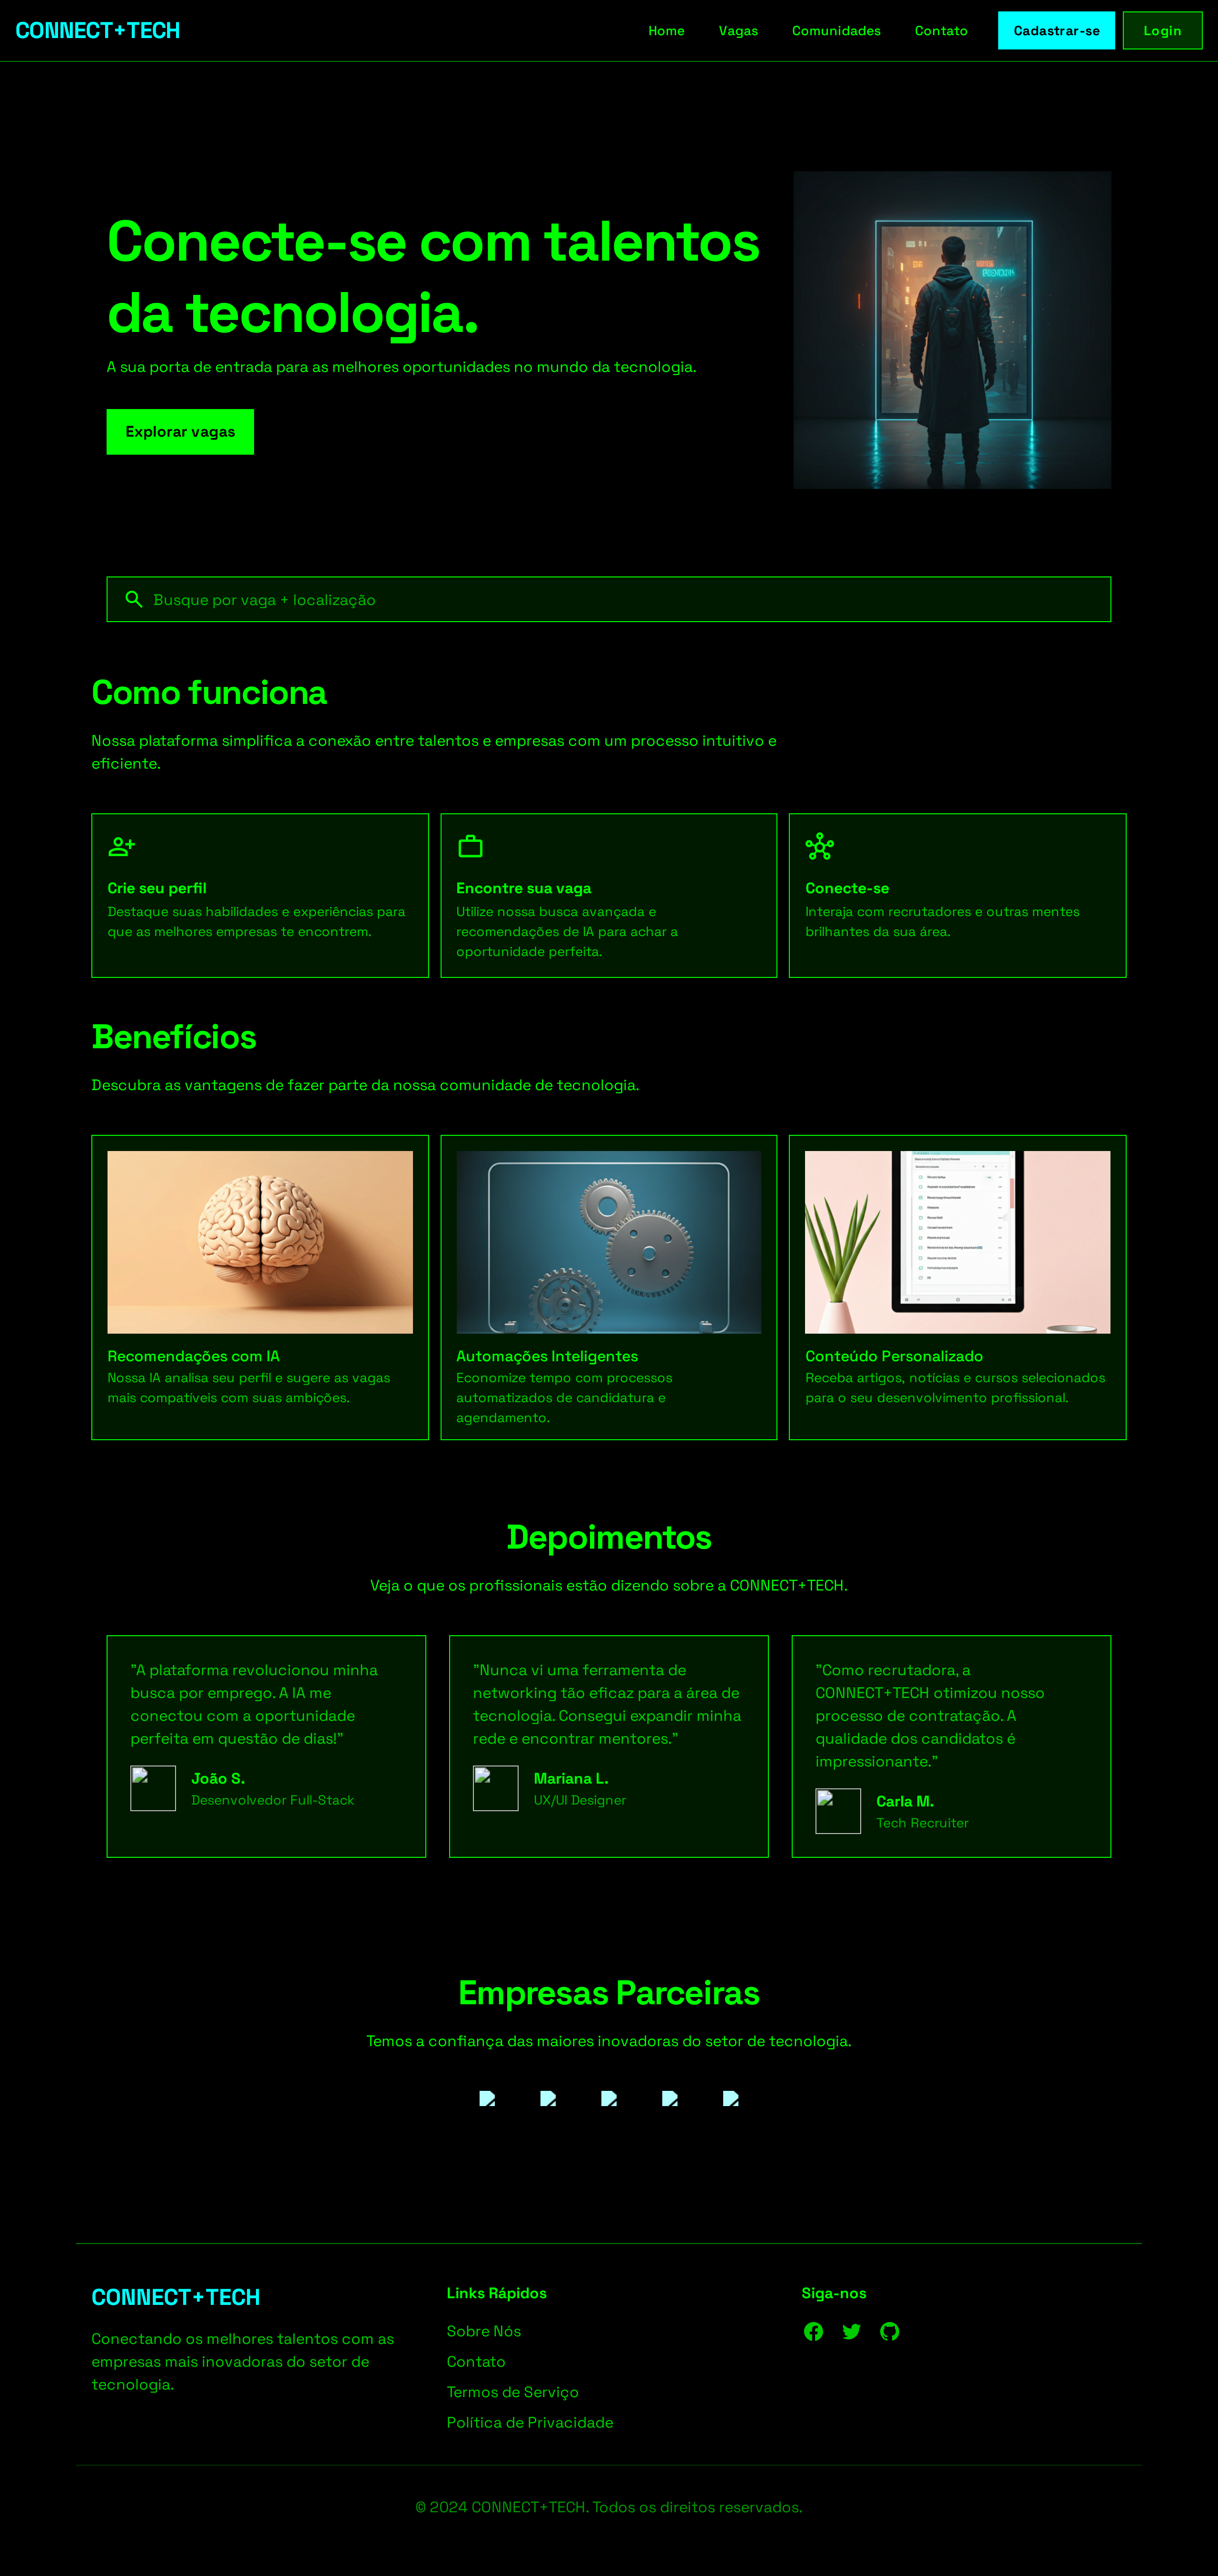 CONNECT+TECH
Home
Vagas
Comunidades
Contato
Cadastrar-se
Login
Conecte-se com talentos
da tecnologia.
A sua porta de entrada para as melhores oportunidades no mundo da tecnologia.
Explorar vagas
Busque por vaga + localização
Como funciona
Nossa plataforma simplifica a conexão entre talentos e empresas com um processo intuitivo e
eficiente.
Crie seu perfil
Destaque suas habilidades e experiências para
que as melhores empresas te encontrem.
Encontre sua vaga
Utilize nossa busca avançada e
recomendações de IA para achar a
oportunidade perfeita.
Conecte-se
Interaja com recrutadores e outras mentes
brilhantes da sua área.
Benefícios
Descubra as vantagens de fazer parte da nossa comunidade de tecnologia.
Recomendações com IA
Nossa IA analisa seu perfil e sugere as vagas
mais compatíveis com suas ambições.
Automações Inteligentes
Economize tempo com processos
automatizados de candidatura e
agendamento.
Conteúdo Personalizado
Receba artigos, notícias e cursos selecionados
para o seu desenvolvimento profissional.
Depoimentos
Veja o que os profissionais estão dizendo sobre a CONNECT+TECH.
"A plataforma revolucionou minha
busca por emprego. A IA me
conectou com a oportunidade
perfeita em questão de dias!"
João S.
Desenvolvedor Full-Stack
"Nunca vi uma ferramenta de
networking tão eficaz para a área de
tecnologia. Consegui expandir minha
rede e encontrar mentores."
Mariana L.
UX/UI Designer
"Como recrutadora, a
CONNECT+TECH otimizou nosso
processo de contratação. A
qualidade dos candidatos é
impressionante."
Carla M.
Tech Recruiter
Empresas Parceiras
Temos a confiança das maiores inovadoras do setor de tecnologia.
CONNECT+TECH
Conectando os melhores talentos com as
empresas mais inovadoras do setor de
tecnologia.
Links Rápidos
Sobre Nós
Contato
Termos de Serviço
Política de Privacidade
Siga-nos
© 2024 CONNECT+TECH. Todos os direitos reservados.